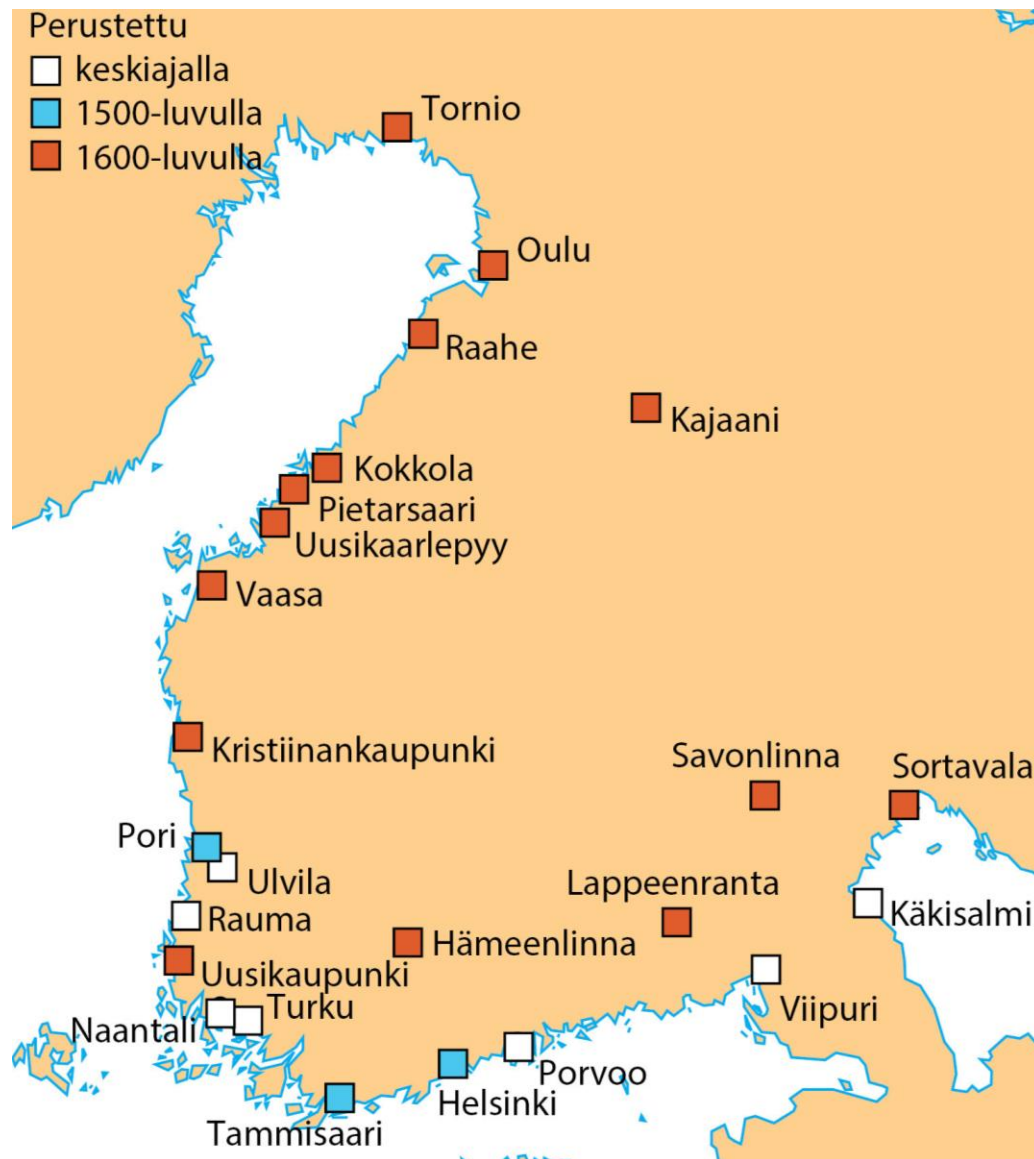 Perustettu
keskiajalla
1500-luvulla
1600-luvulla
Tornio
Oulu
Raahe
Kajaani
Kokkola
Pietarsaari
Uusikaarlepyy
Vaasa
Kristiinankaupunki
Savonlinna
Sortavala
Pori
Ulvila
Lappeenranta
Rauma
Käkisalmi
Hämeenlinna
Uusikaupunki
Turku
Viipuri
Naantali
Porvoo
Helsinki
Tammisaari